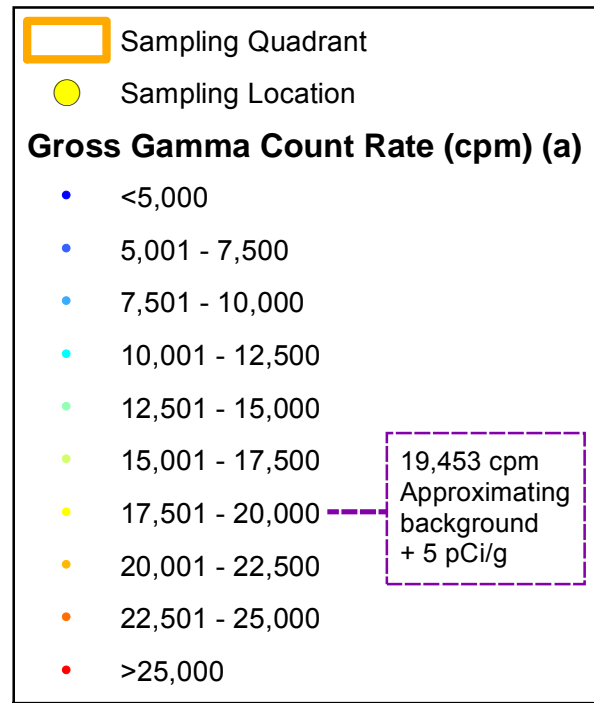 Sampling Quadrant
Sampling Location
Gross Gamma Count Rate (cpm) (a)
<5,000
5,001 - 7,500
7,501 - 10,000
10,001 - 12,500
12,501 - 15,000
15,001 - 17,500
17,501 - 20,000
20,001 - 22,500
22,501 - 25,000
>25,000
19,453 cpm
Approximating
background
+ 5 pCi/g